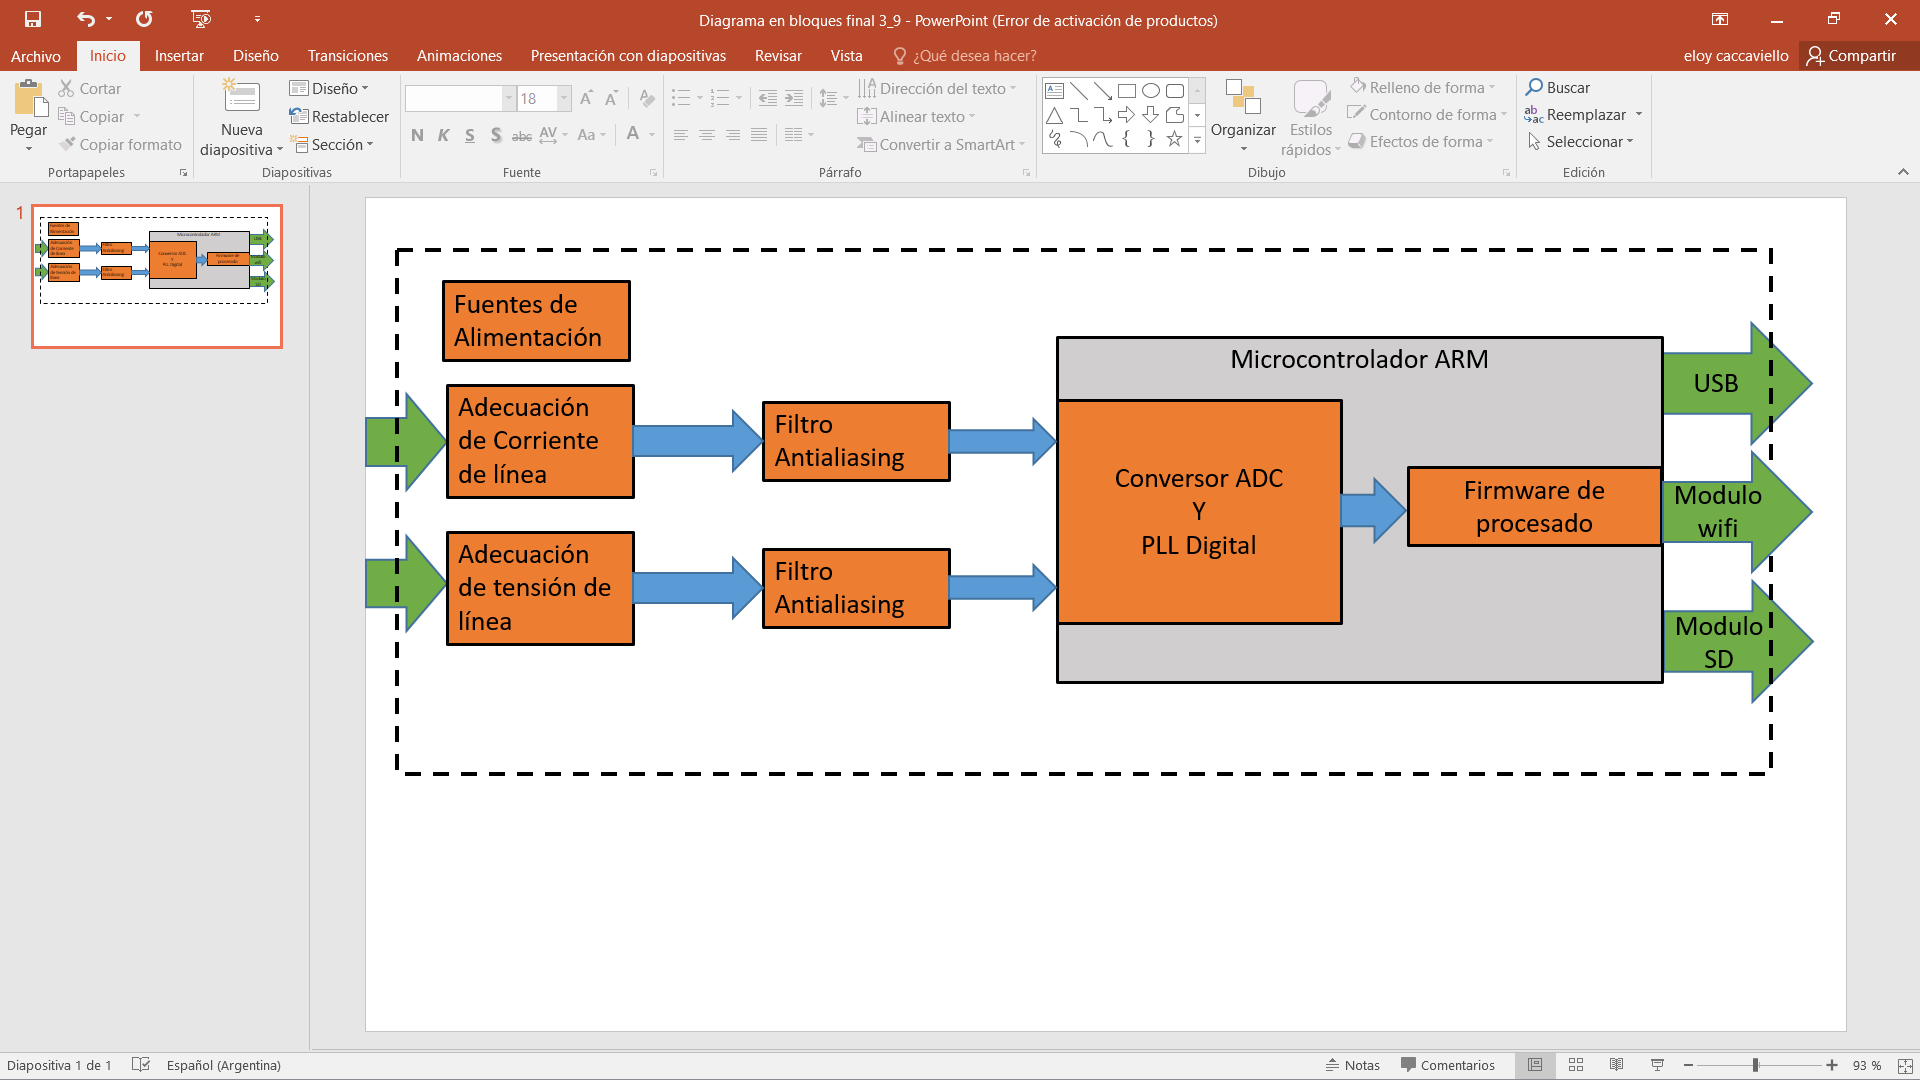 Diagrama en bloques final 3_9 - PowerPoint (Error de activación de productos)
Archivo Inicio Insertar Diseño Transiciones Animaciones Presentación con diapositivas Revisar Vista ¿Qué desea hacer? eloy caccaviello Compartir
Pegar
Cortar
Copiar
Copiar formato
Portapapeles
Nueva
diapositiva
Diseño
Restablecer
Sección
Diapositivas
18
N K S S abc AV Aa A
Fuente
Dirección del texto
Alinear texto
Convertir a SmartArt
Párrafo
Organizar
Estilos
rápidos
Relleno de forma
Contorno de forma
Efectos de forma
Dibujo
Buscar
Reemplazar
Seleccionar
Edición
1
Fuentes de
Alimentación
Adecuación
de Corriente
de línea
Filtro
Antialiasing
Adecuación
de tensión de
línea
Filtro
Antialiasing
Microcontrolador ARM
Conversor ADC
Y
PLL Digital
Firmware de
procesado
USB
Modulo
wifi
Modulo
SD
Diapositiva 1 de 1 Español (Argentina) Notas Comentarios 93 %